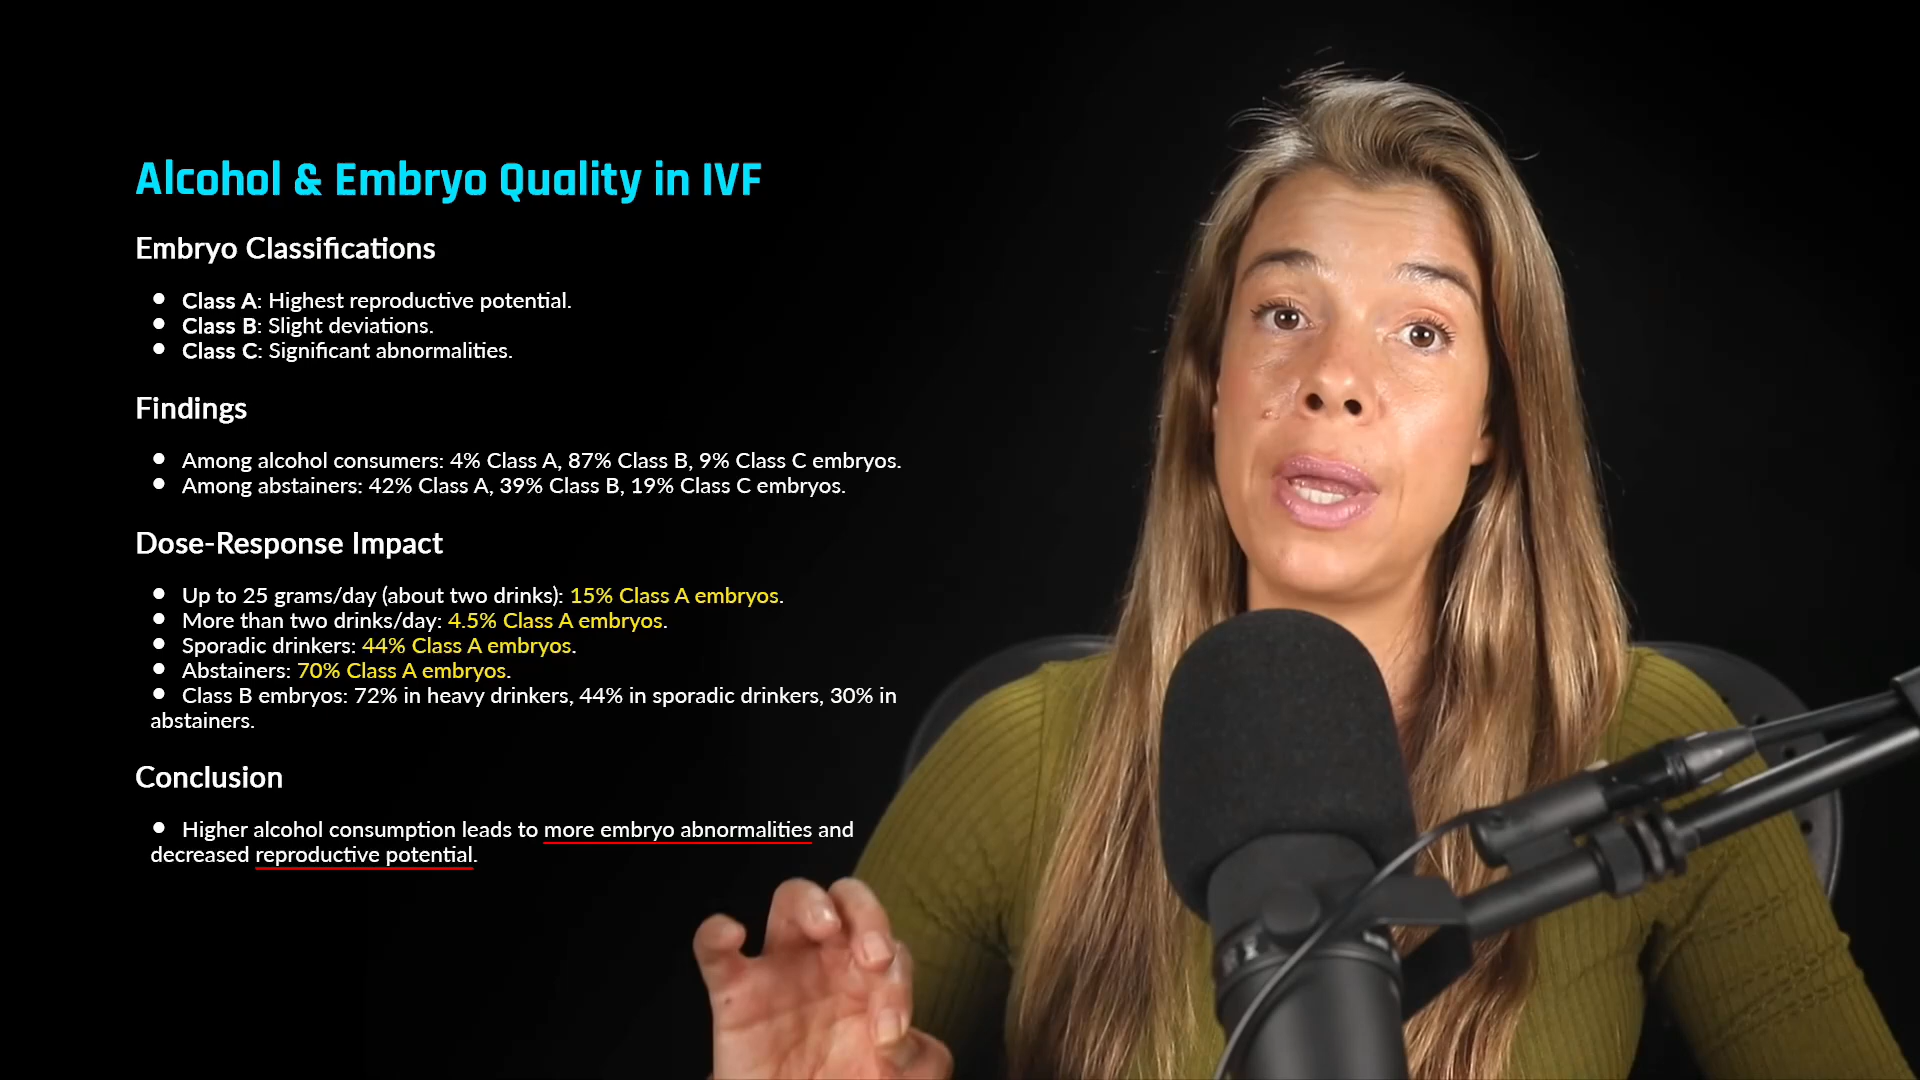 Alcohol & Embryo Quality in IVF
Embryo Classifications
• Class A: Highest reproductive potential.
• Class B: Slight deviations.
• Class C: Significant abnormalities.
Findings
• Among alcohol consumers: 4% Class A, 87% Class B, 9% Class C embryos.
• Among abstainers: 42% Class A, 39% Class B, 19% Class C embryos.
Dose-Response Impact
• Up to 25 grams/day (about two drinks): 15% Class A embryos.
• More than two drinks/day: 4.5% Class A embryos.
• Sporadic drinkers: 44% Class A embryos.
• Abstainers: 70% Class A embryos.
• Class B embryos: 72% in heavy drinkers, 44% in sporadic drinkers, 30% in
abstainers.
Conclusion
• Higher alcohol consumption leads to more embryo abnormalities and
decreased reproductive potential.